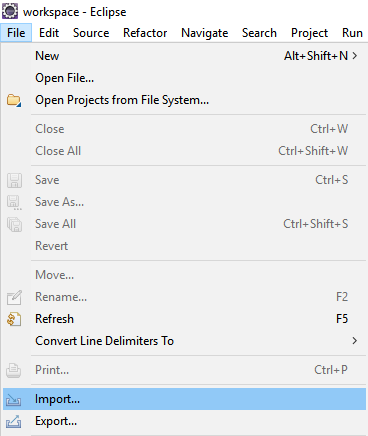 workspace - Eclipse
File Edit Source Refactor Navigate Search Project Run
New Alt+Shift+N >
Open File...
Open Projects from File System...
Close Ctrl+W
Close All Ctrl+Shift+W
Save Ctrl+S
Save As...
Save All Ctrl+Shift+S
Revert
Move...
Rename... F2
Refresh F5
Convert Line Delimiters To >
Print... Ctrl+P
Import...
Export...